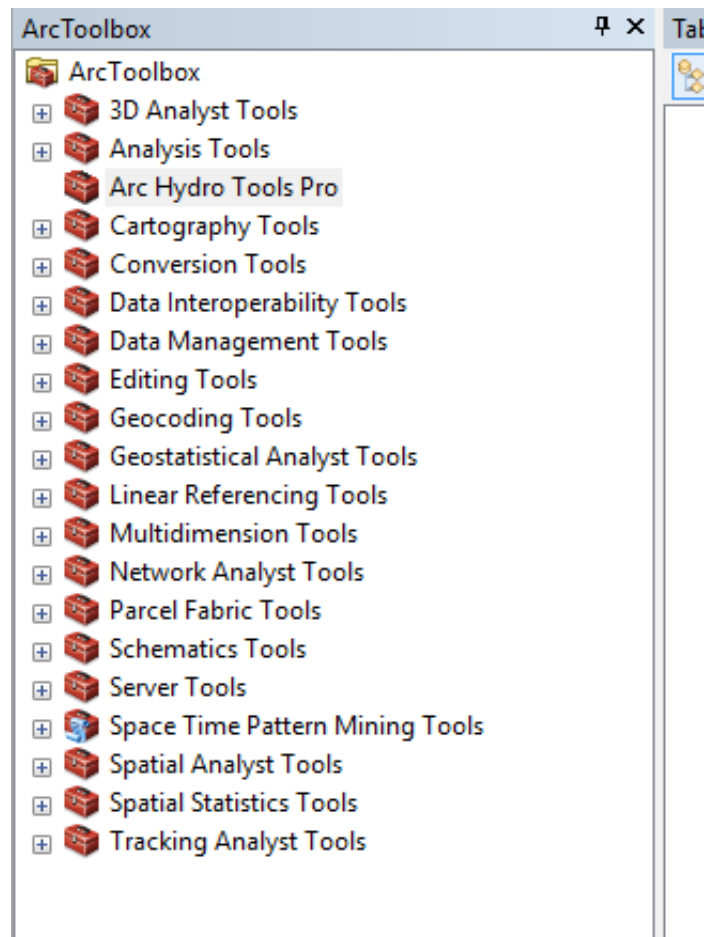 ArcToolbox
Tab
ArcToolbox
3D Analyst Tools
Analysis Tools
Arc Hydro Tools Pro
Cartography Tools
Conversion Tools
Data Interoperability Tools
Data Management Tools
Editing Tools
Geocoding Tools
Geostatistical Analyst Tools
Linear Referencing Tools
Multidimension Tools
Network Analyst Tools
Parcel Fabric Tools
Schematics Tools
Server Tools
Space Time Pattern Mining Tools
Spatial Analyst Tools
Spatial Statistics Tools
Tracking Analyst Tools